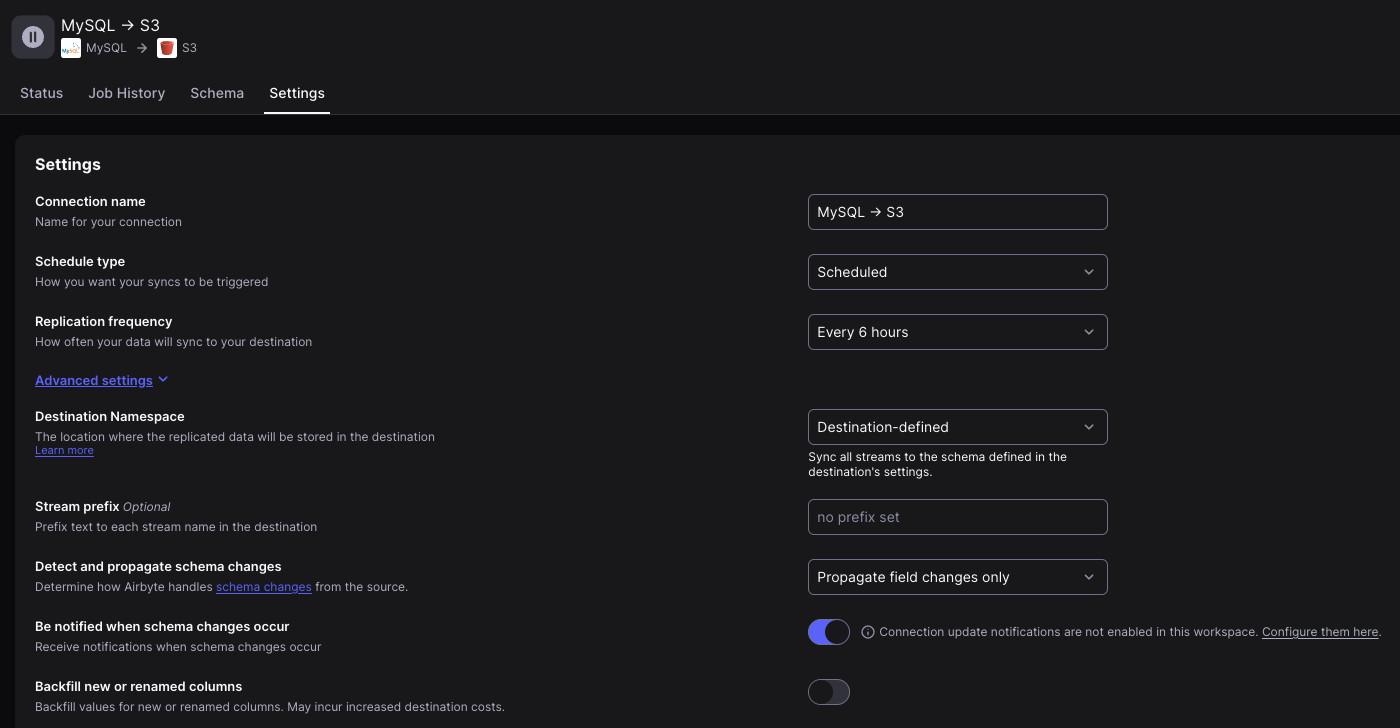 MySQL → S3
MySQL → S3
Status Job History Schema Settings
Settings
Connection name
Name for your connection
MySQL → S3
Schedule type
How you want your syncs to be triggered
Scheduled
Replication frequency
How often your data will sync to your destination
Every 6 hours
Advanced settings
Destination Namespace
The location where the replicated data will be stored in the destination
Learn more
Destination-defined
Sync all streams to the schema defined in the
destination's settings.
Stream prefix Optional
Prefix text to each stream name in the destination
no prefix set
Detect and propagate schema changes
Determine how Airbyte handles schema changes from the source.
Propagate field changes only
Be notified when schema changes occur
Receive notifications when schema changes occur
Connection update notifications are not enabled in this workspace. Configure them here.
Backfill new or renamed columns
Backfill values for new or renamed columns. May incur increased destination costs.